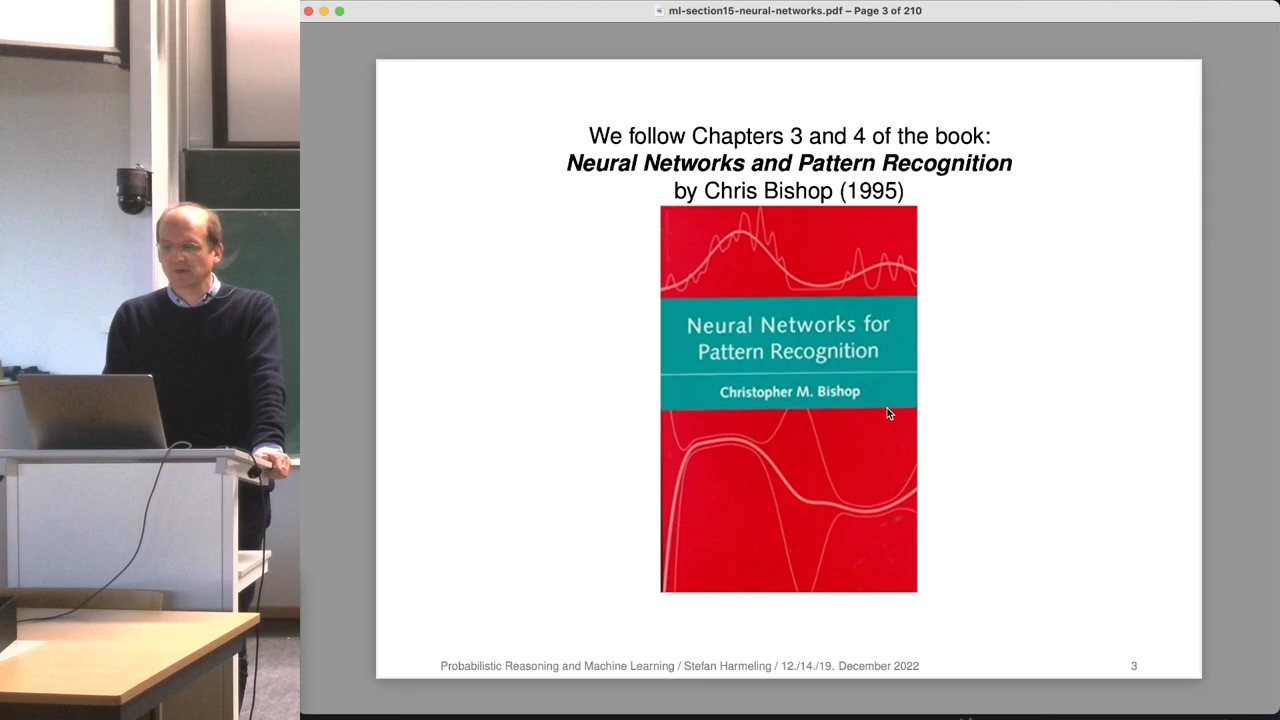 ml-section15-neural-networks.pdf – Page 3 of 210
We follow Chapters 3 and 4 of the book:
Neural Networks and Pattern Recognition
by Chris Bishop (1995)
Neural Networks for
Pattern Recognition
Christopher M. Bishop
Probabilistic Reasoning and Machine Learning / Stefan Harmeling / 12./14./19. December 2022
3